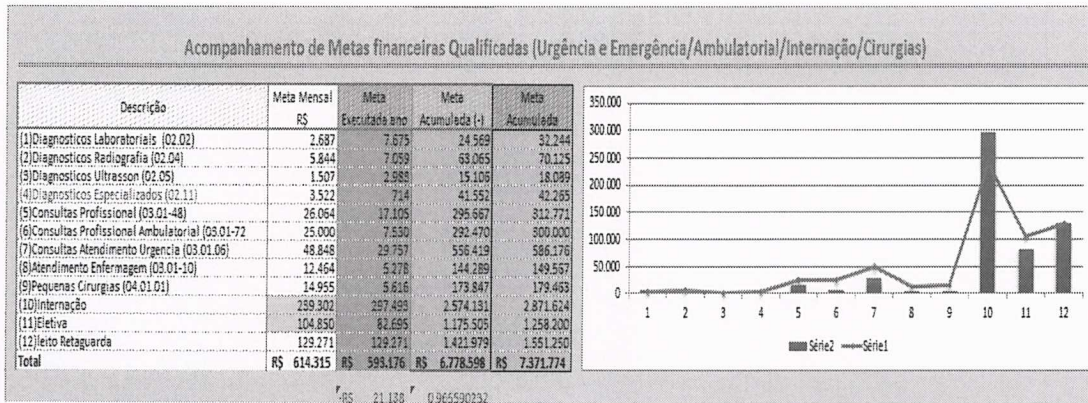 Acompanhamento de Metas financeiras Qualificadas (Urgência e Emergência/Ambulatorial/Internação/Cirurgias)
Descrição Meta Mensal R$ Meta Executada ano Meta Acumulada (-) Meta Acumulada
(1)Diagnosticos Laboratoriais (02.02) 2.687 7.675 24.569 32.244
(2)Diagnosticos Radiografia (02.04) 5.844 7.059 63.065 70.125
(3)Diagnosticos Ultrasson (02.05) 1.507 2.983 15.106 18.089
(4)Diagnosticos Especializados (02.11) 3.522 714 41.552 42.265
(5)Consultas Profissional (03.01-48) 26.064 17.105 295.667 312.771
(6)Consultas Profissional Ambulatorial (03.01-72 25.000 7.530 292.470 300.000
(7)Consultas Atendimento Urgencia (03.01.06) 48.848 29.757 556.419 586.176
(8)Atendimento Enfermagem (03.01-10) 12.464 5.278 144.289 149.567
(9)Pequenas Cirurgias (04.01.01) 14.955 5.616 173.847 179.463
(10)Internação 239.302 297.493 2.574.131 2.871.624
(11)Eletiva 104.850 82.695 1.175.505 1.258.200
(12)leito Retaguarda 129.271 129.271 1.421.979 1.551.250
Total R$ 614.315 R$ 593.176 R$ 6.778.598 R$ 7.371.774
-R$ 21.138 0,965590232
350.000
300.000
250.000
200.000
150.000
100.000
50.000
0
1 2 3 4 5 6 7 8 9 10 11 12
Série2 Série1